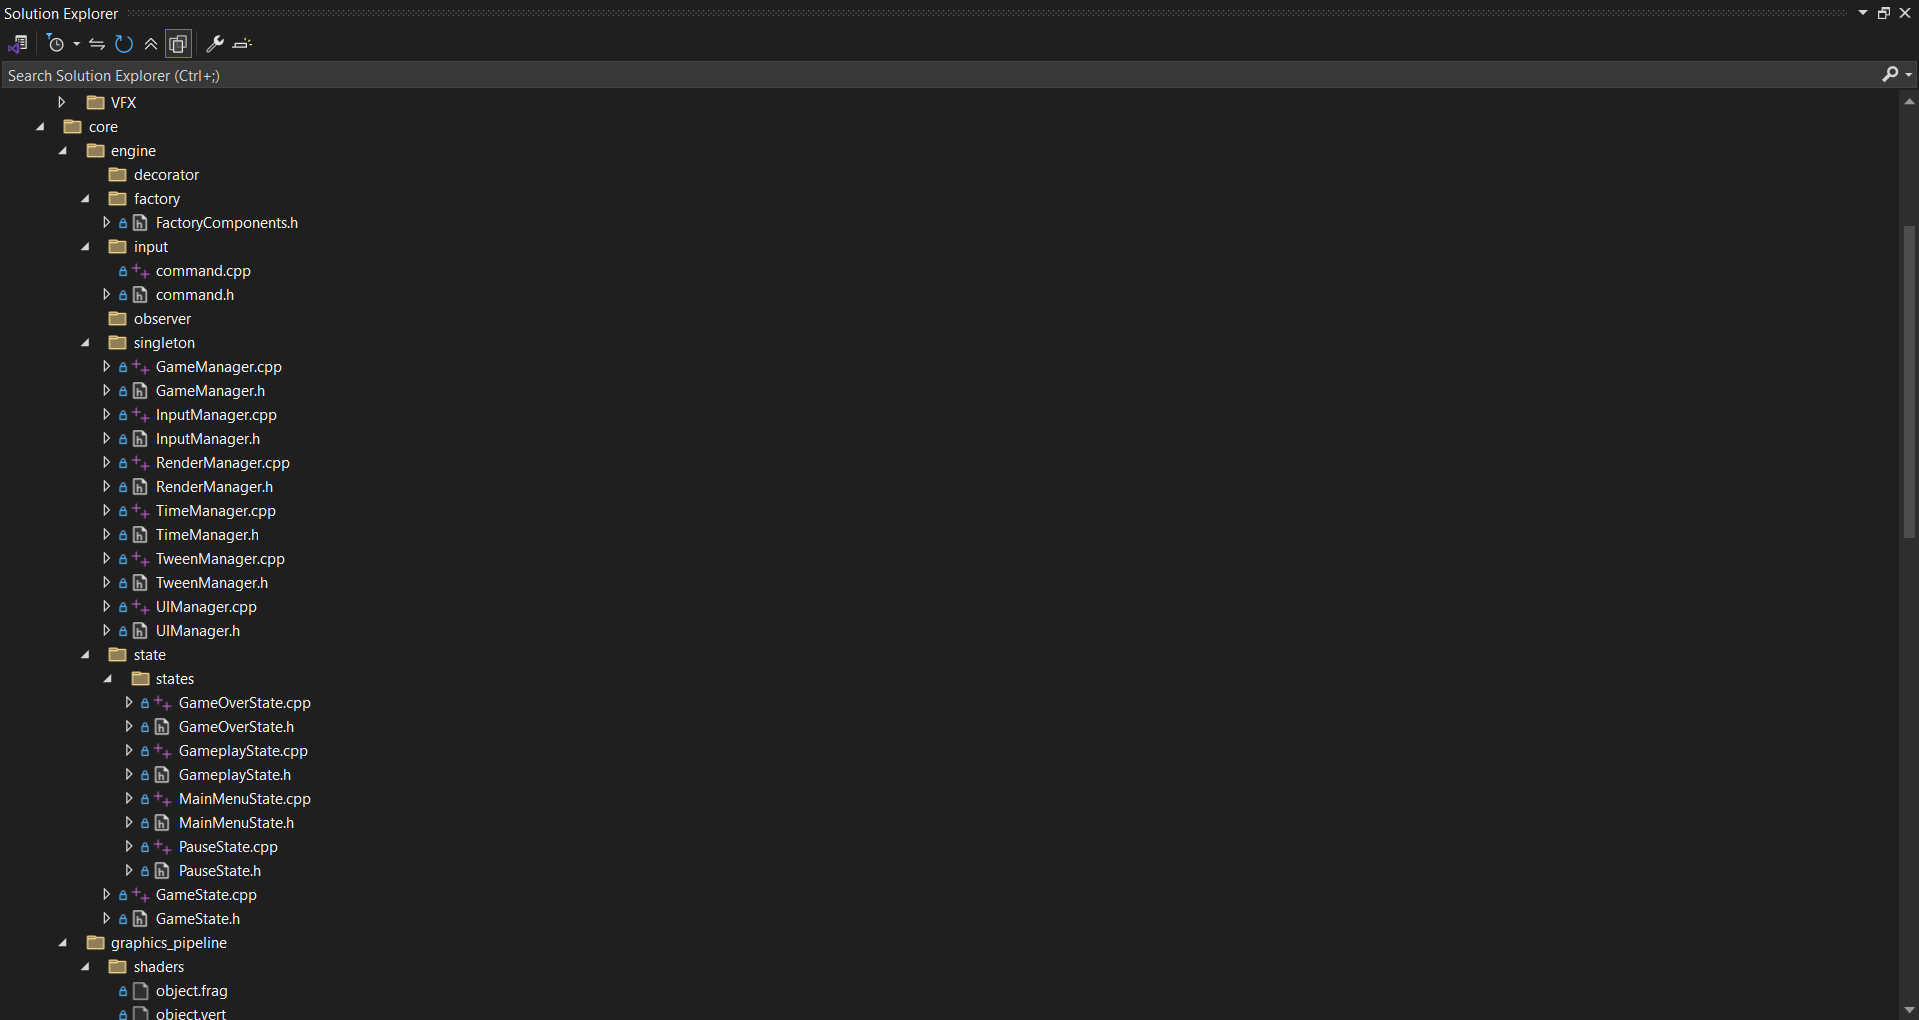 Solution Explorer
Search Solution Explorer (Ctrl+;)
VFX
core
engine
decorator
factory
FactoryComponents.h
input
command.cpp
command.h
observer
singleton
GameManager.cpp
GameManager.h
InputManager.cpp
InputManager.h
RenderManager.cpp
RenderManager.h
TimeManager.cpp
TimeManager.h
TweenManager.cpp
TweenManager.h
UIManager.cpp
UIManager.h
state
states
GameOverState.cpp
GameOverState.h
GameplayState.cpp
GameplayState.h
MainMenuState.cpp
MainMenuState.h
PauseState.cpp
PauseState.h
GameState.cpp
GameState.h
graphics_pipeline
shaders
object.frag
object.vert